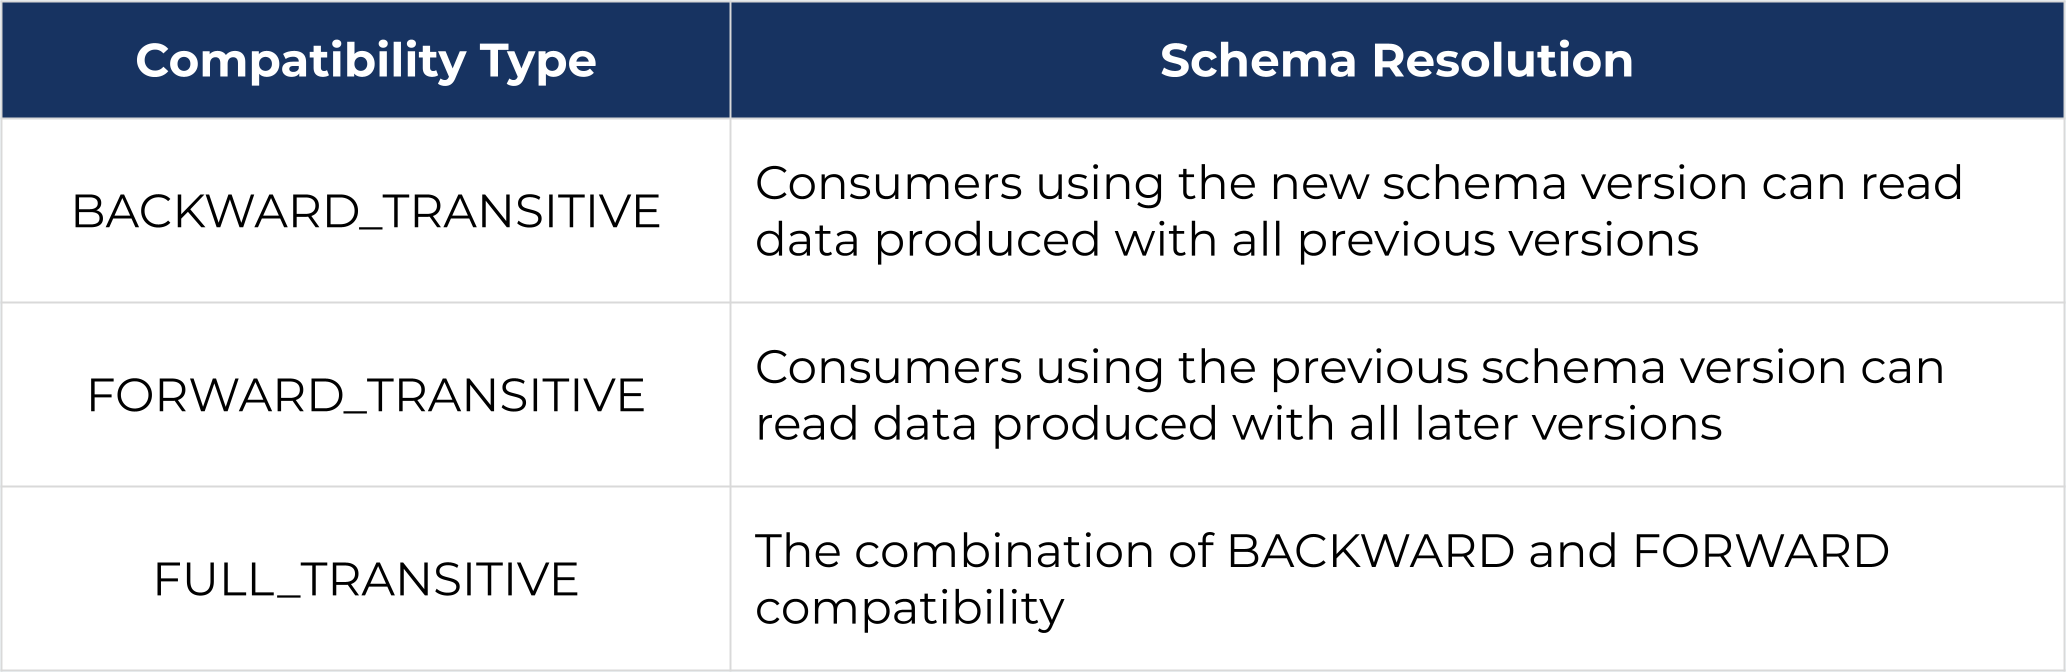 Compatibility Type
Schema Resolution
BACKWARD_TRANSITIVE
Consumers using the new schema version can read
data produced with all previous versions
FORWARD_TRANSITIVE
Consumers using the previous schema version can
read data produced with all later versions
FULL_TRANSITIVE
The combination of BACKWARD and FORWARD
compatibility